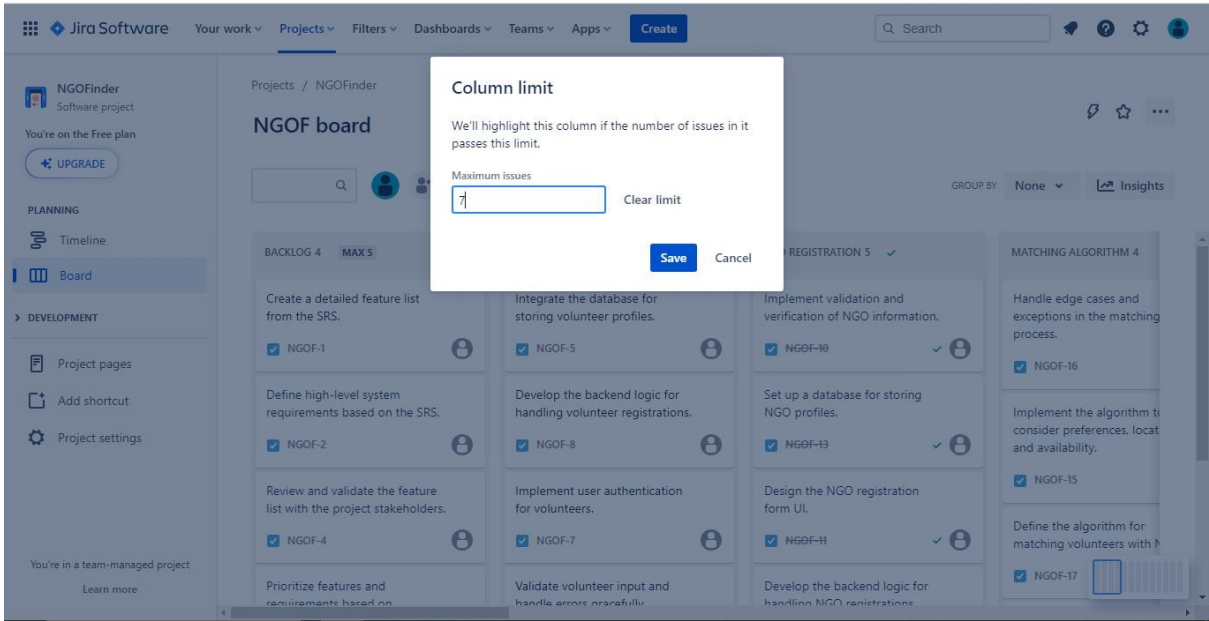 Jira Software
Your work
Projects
Filters
Dashboards
Teams
Apps
Create
Search
NGOFinder
Software project
You're on the Free plan
UPGRADE
PLANNING
Timeline
Board
DEVELOPMENT
Project pages
Add shortcut
Project settings
You're in a team-managed project
Learn more
Projects / NGOFinder
NGOF board
GROUP BY None
Insights
Column limit
We'll highlight this column if the number of issues in it
passes this limit.
Maximum issues
7
Clear limit
Save
Cancel
BACKLOG 4 MAX 5
Create a detailed feature list
from the SRS.
NGOF-1
Define high-level system
requirements based on the SRS.
NGOF-2
Review and validate the feature
list with the project stakeholders.
NGOF-4
Prioritize features and
requirements based on
Integrate the database for
storing volunteer profiles.
NGOF-5
Develop the backend logic for
handling volunteer registrations.
NGOF-8
Implement user authentication
for volunteers.
NGOF-7
Validate volunteer input and
handle errors gracefully
REGISTRATION 5
Implement validation and
verification of NGO information.
NGOF-10
Set up a database for storing
NGO profiles.
NGOF-13
Design the NGO registration
form UI.
NGOF-11
Develop the backend logic for
handling NGO registrations
MATCHING ALGORITHM 4
Handle edge cases and
exceptions in the matching
process.
NGOF-16
Implement the algorithm to
consider preferences, locat
and availability.
NGOF-15
Define the algorithm for
matching volunteers with N
NGOF-17